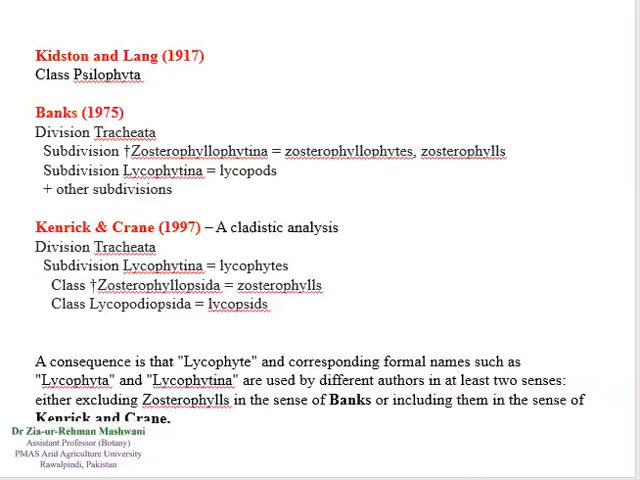 Kidston and Lang (1917)
Class Psilophyta
Banks (1975)
Division Tracheata
Subdivision †Zosterophyllophytina = zosterophyllophytes, zosterophylls
Subdivision Lycophytina = lycopods
+ other subdivisions
Kenrick & Crane (1997) – A cladistic analysis
Division Tracheata
Subdivision Lycophytina = lycophytes
Class †Zosterophyllopsida = zosterophylls
Class Lycopodiopsida = lycopsids
A consequence is that "Lycophyte" and corresponding formal names such as
"Lycophyta" and "Lycophytina" are used by different authors in at least two senses:
either excluding Zosterophylls in the sense of Banks or including them in the sense of
Kenrick and Crane.
Dr Zia-ur-Rehman Mashwani
Assistant Professor (Botany)
PMAS Arid Agriculture University
Rawalpindi, Pakistan